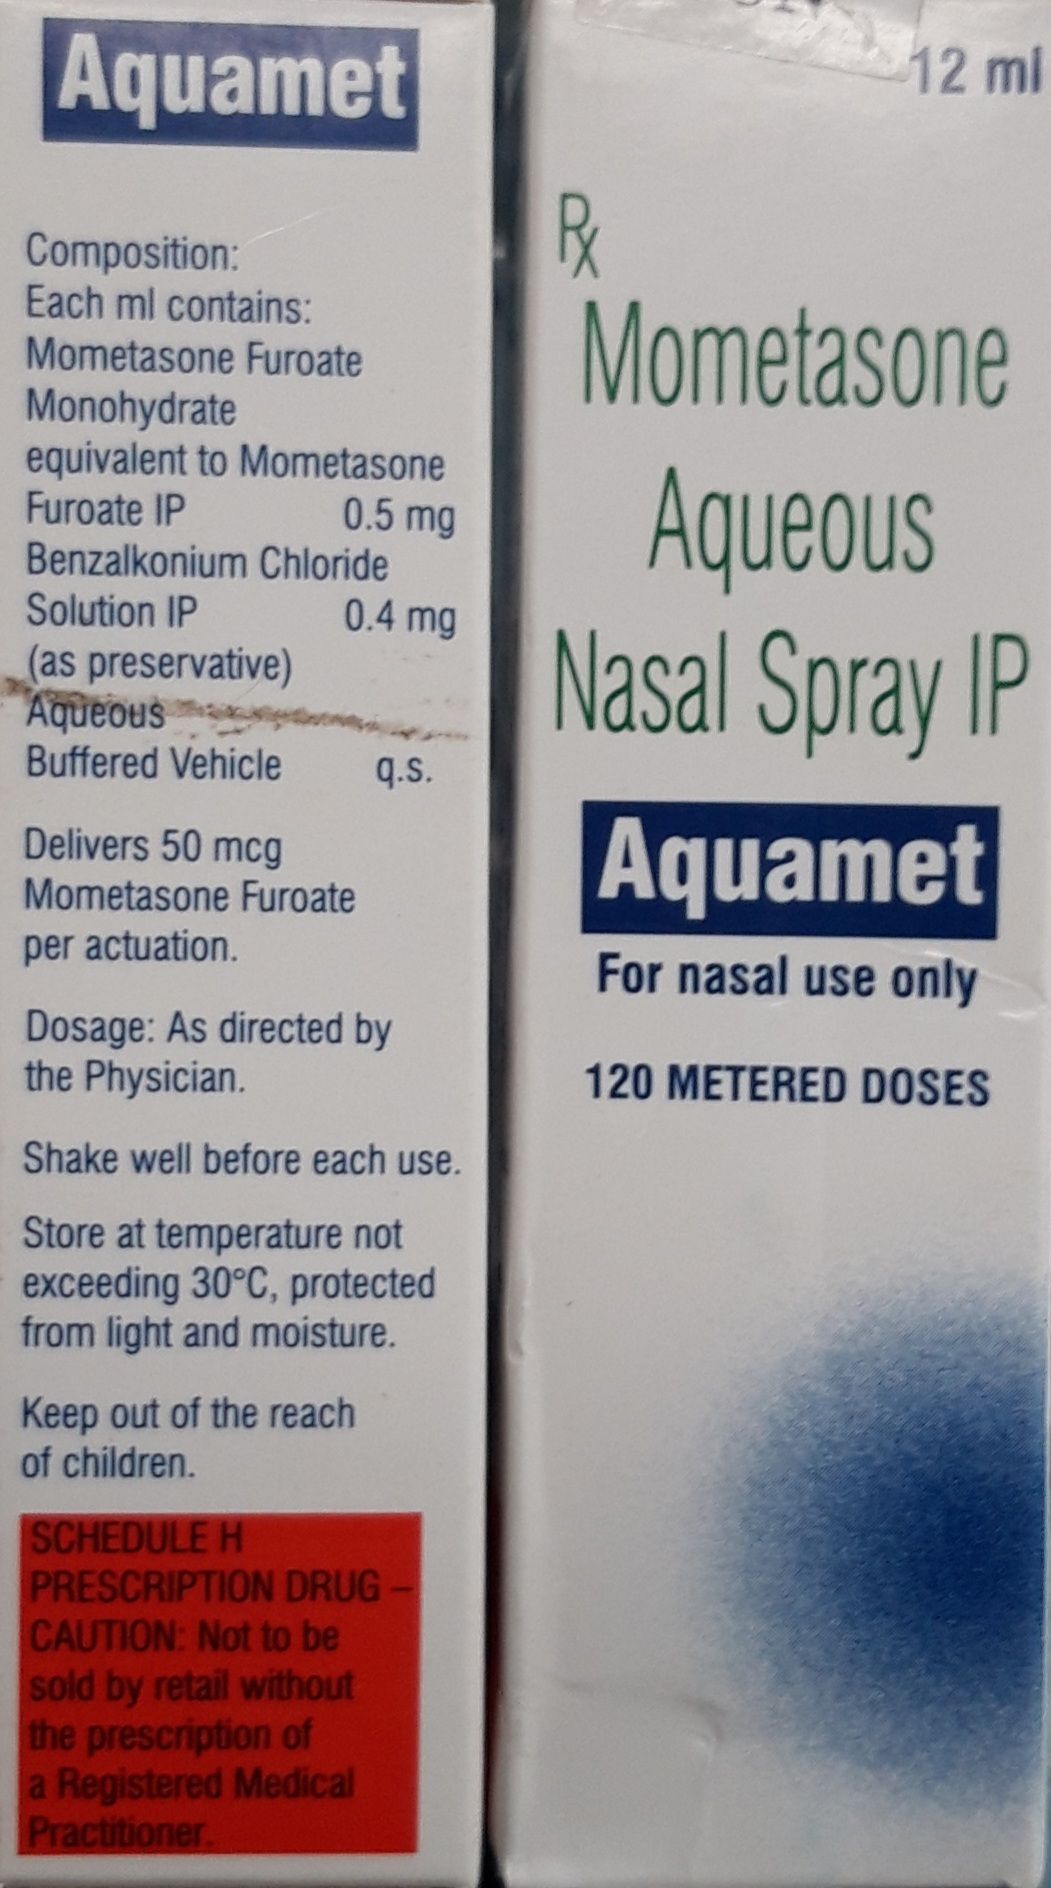 Aquamet
Composition:
Each ml contains:
Mometasone Furoate
Monohydrate
equivalent to Mometasone
Furoate IP 0.5 mg
Benzalkonium Chloride
Solution IP 0.4 mg
(as preservative)
Aqueous
Buffered Vehicle q.s.
Delivers 50 mcg
Mometasone Furoate
per actuation.
Dosage: As directed by
the Physician.
Shake well before each use.
Store at temperature not
exceeding 30°C, protected
from light and moisture.
Keep out of the reach
of children.
SCHEDULE H
PRESCRIPTION DRUG –
CAUTION: Not to be
sold by retail without
the prescription of
a Registered Medical
Practitioner.
12 ml
Rx
Mometasone
Aqueous
Nasal Spray IP
Aquamet
For nasal use only
120 METERED DOSES